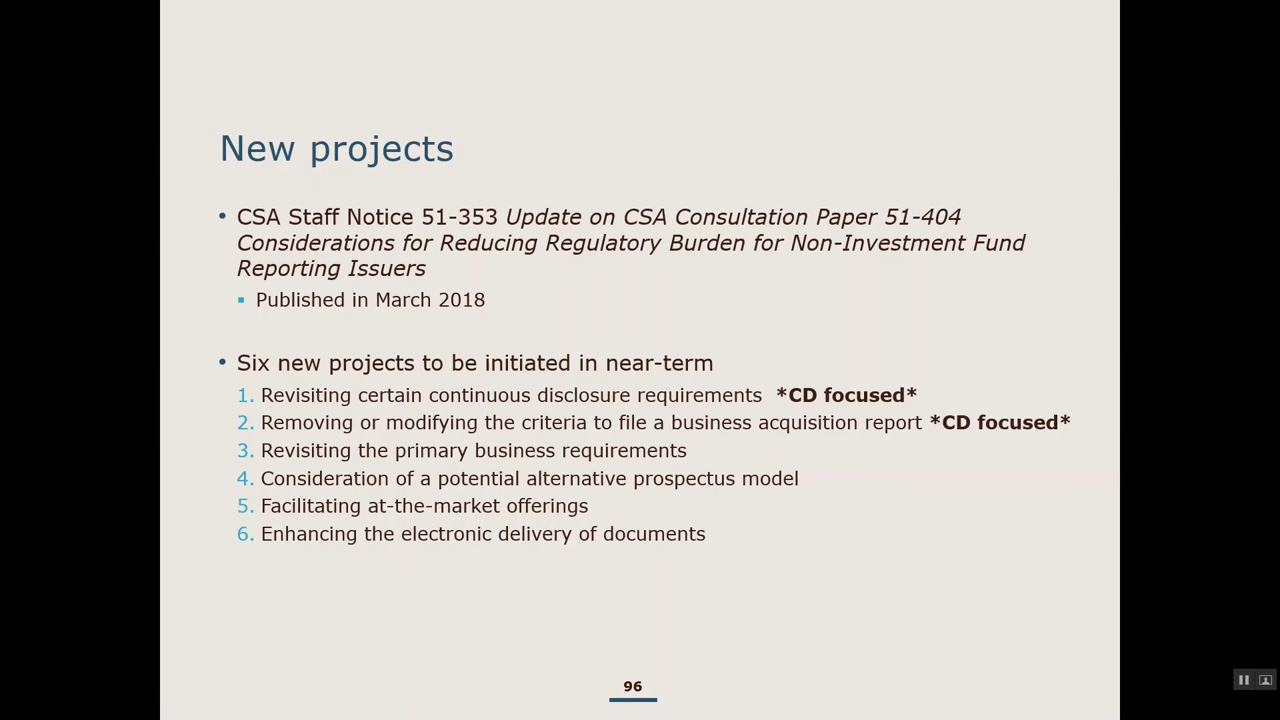 New projects
• CSA Staff Notice 51-353 Update on CSA Consultation Paper 51-404
Considerations for Reducing Regulatory Burden for Non-Investment Fund
Reporting Issuers
▪ Published in March 2018
• Six new projects to be initiated in near-term
1. Revisiting certain continuous disclosure requirements *CD focused*
2. Removing or modifying the criteria to file a business acquisition report *CD focused*
3. Revisiting the primary business requirements
4. Consideration of a potential alternative prospectus model
5. Facilitating at-the-market offerings
6. Enhancing the electronic delivery of documents
96